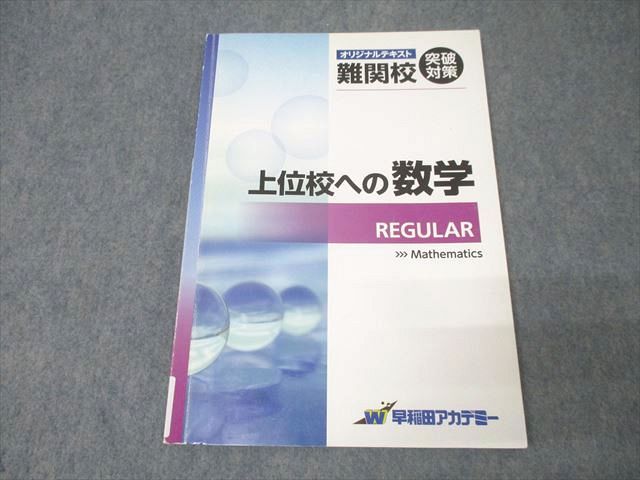 オリジナルテキスト
難関校
突破
対策
上位校への数学
REGULAR
>>> Mathematics
W 早稲田アカデミー